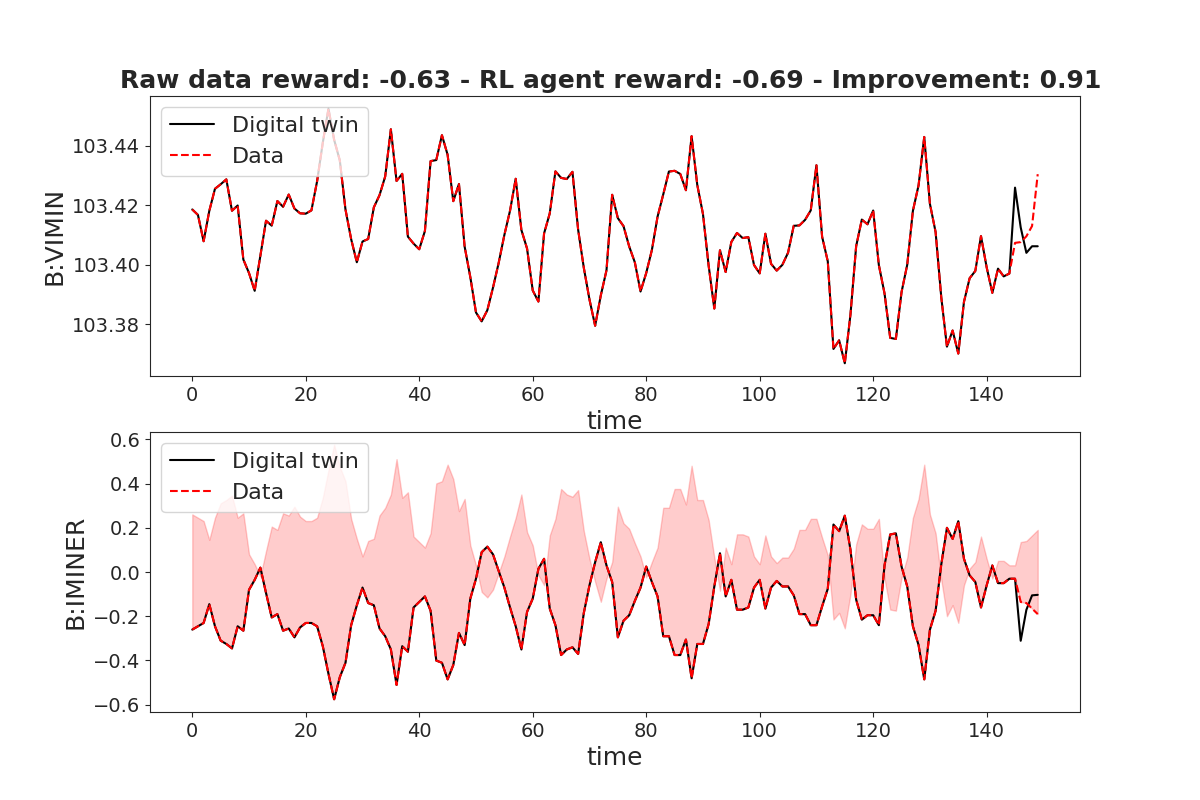 Raw data reward: -0.63 - RL agent reward: -0.69 - Improvement: 0.91
Digital twin
Data
B:VIMIN
103.44
103.42
103.40
103.38
0 20 40 60 80 100 120 140
time
Digital twin
Data
B:IMINER
0.6
0.4
0.2
0.0
−0.2
−0.4
−0.6
0 20 40 60 80 100 120 140
time